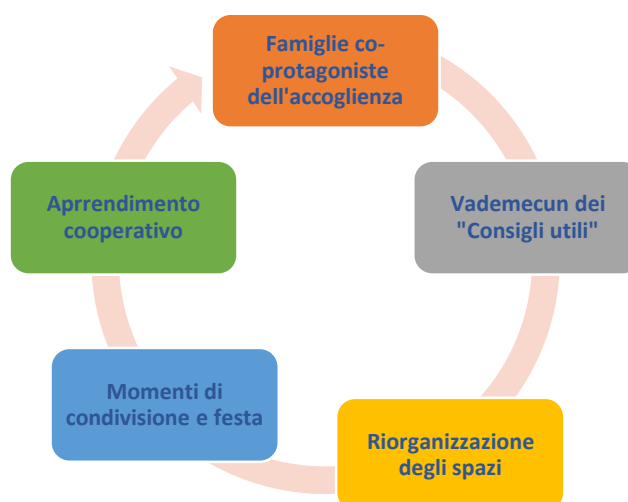 Famiglie co-
protagoniste
dell'accoglienza
Vademecun dei
"Consigli utili"
Riorganizzazione
degli spazi
Momenti di
condivisione e festa
Aprrendimento
cooperativo